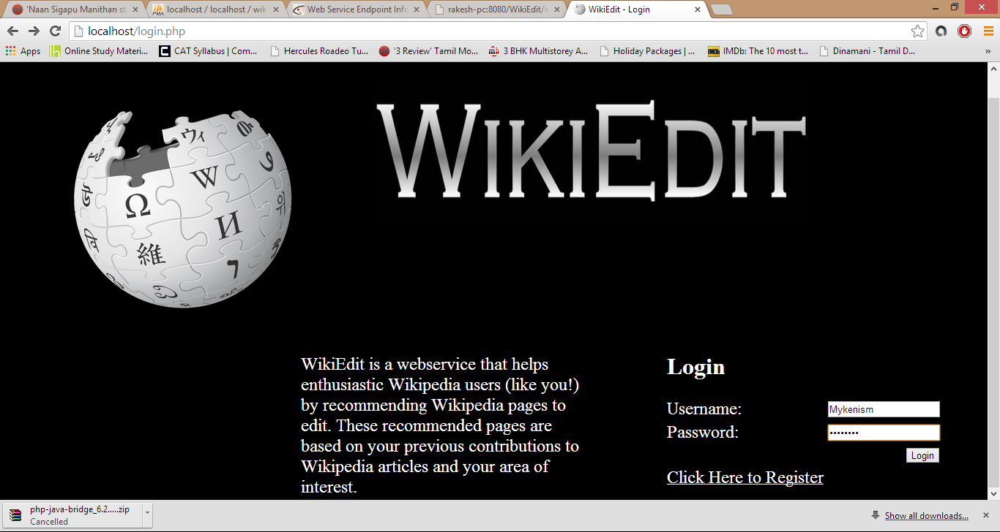 'Naan Sigapu Manithan st
localhost / localhost / wik
Web Service Endpoint Info
rakesh-pc:8080/WikiEdit/v
WikiEdit - Login
localhost/login.php
Apps
Online Study Materi...
CAT Syllabus | Com...
Hercules Roadeo Tu...
'3 Review' Tamil Mo...
3 BHK Multistorey A...
Holiday Packages | ...
IMDb: The 10 most t...
Dinamani - Tamil D...
»
Ω
W
И
維
ウィ
WikiEdit
WikiEdit is a webservice that helps
enthusiastic Wikipedia users (like you!)
by recommending Wikipedia pages to
edit. These recommended pages are
based on your previous contributions to
Wikipedia articles and your area of
interest.
Login
Username: Mykenism
Password: ••••••••
Login
Click Here to Register
php-java-bridge_6.2.....zip
Cancelled
Show all downloads...